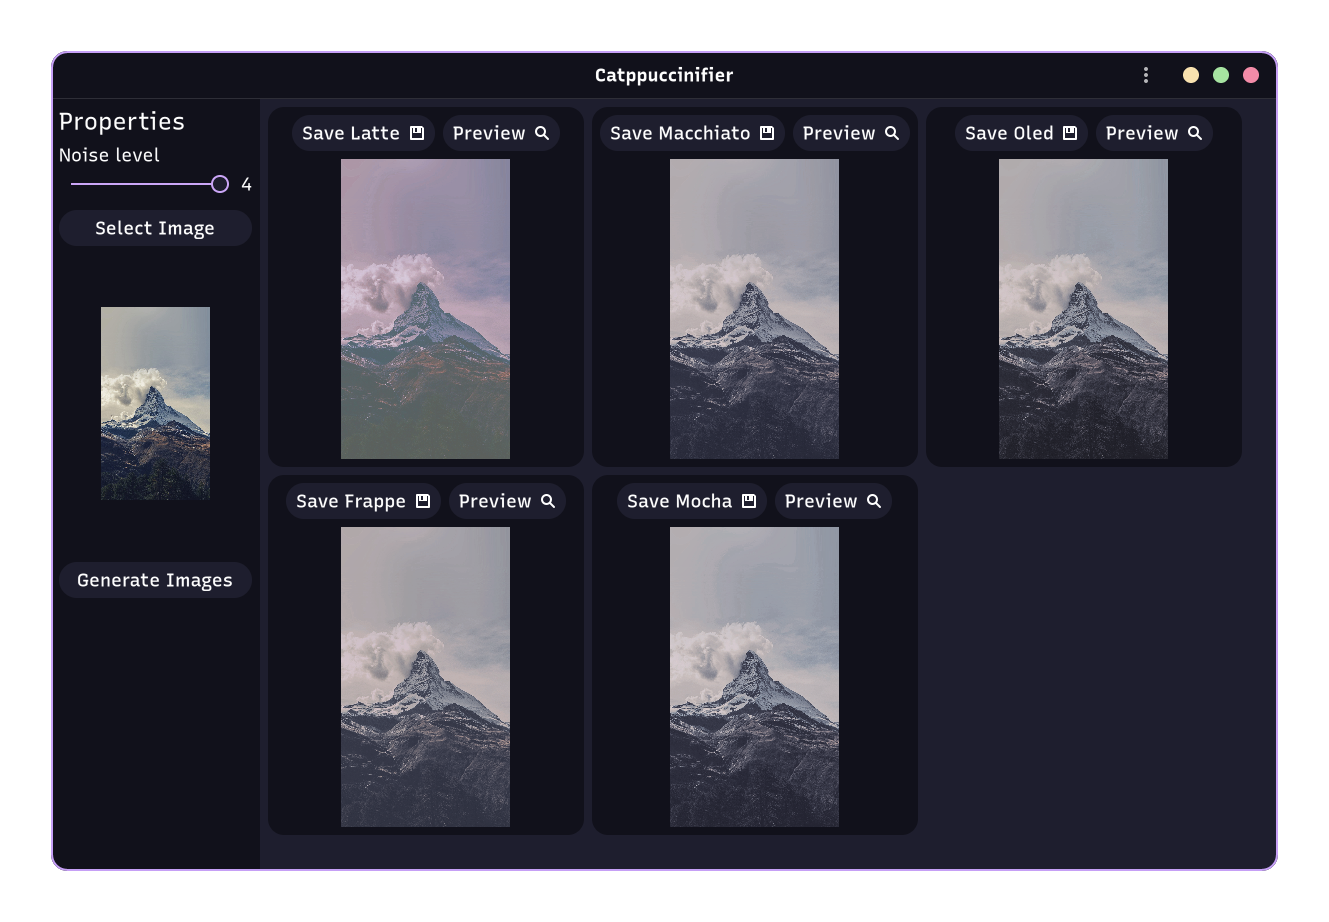 Catppuccinifier
Properties
Noise level
4
Select Image
Generate Images
Save Latte Preview
Save Macchiato Preview
Save Oled Preview
Save Frappe Preview
Save Mocha Preview